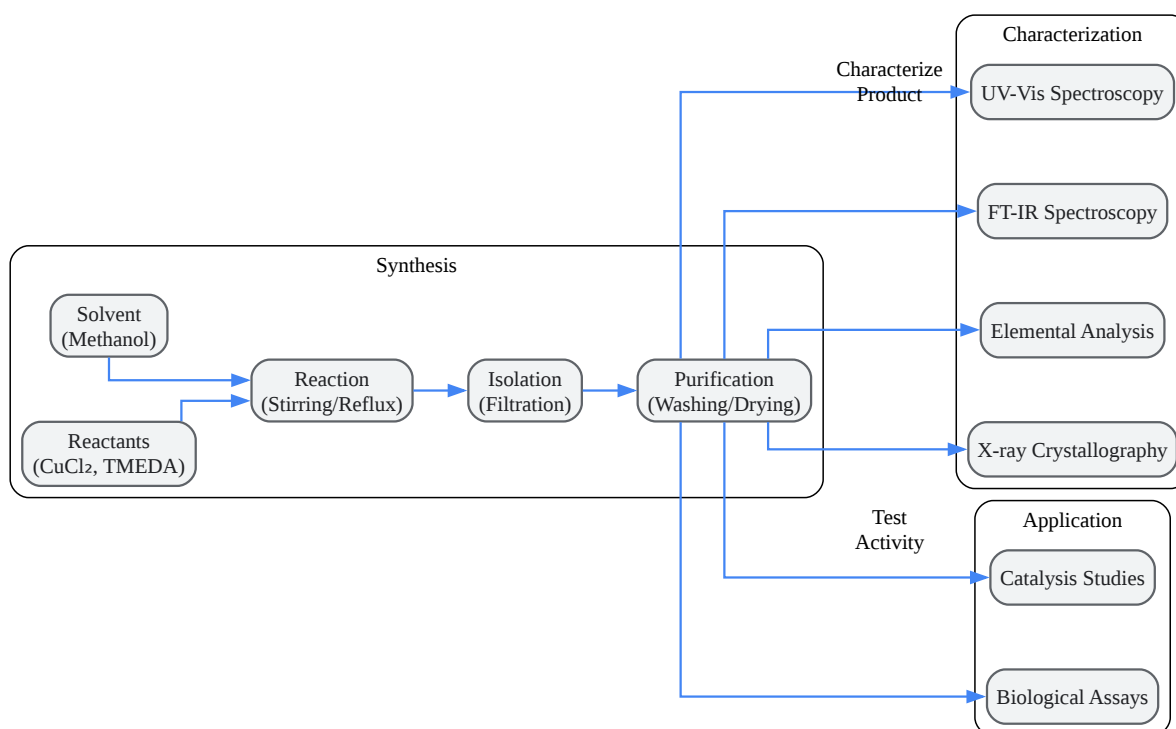 Characterization
Characterize
Product
UV-Vis Spectroscopy
FT-IR Spectroscopy
Synthesis
Solvent
(Methanol)
Reaction
(Stirring/Reflux)
Isolation
(Filtration)
Purification
(Washing/Drying)
Elemental Analysis
Reactants
(CuCl₂, TMEDA)
X-ray Crystallography
Test
Activity
Application
Catalysis Studies
Biological Assays